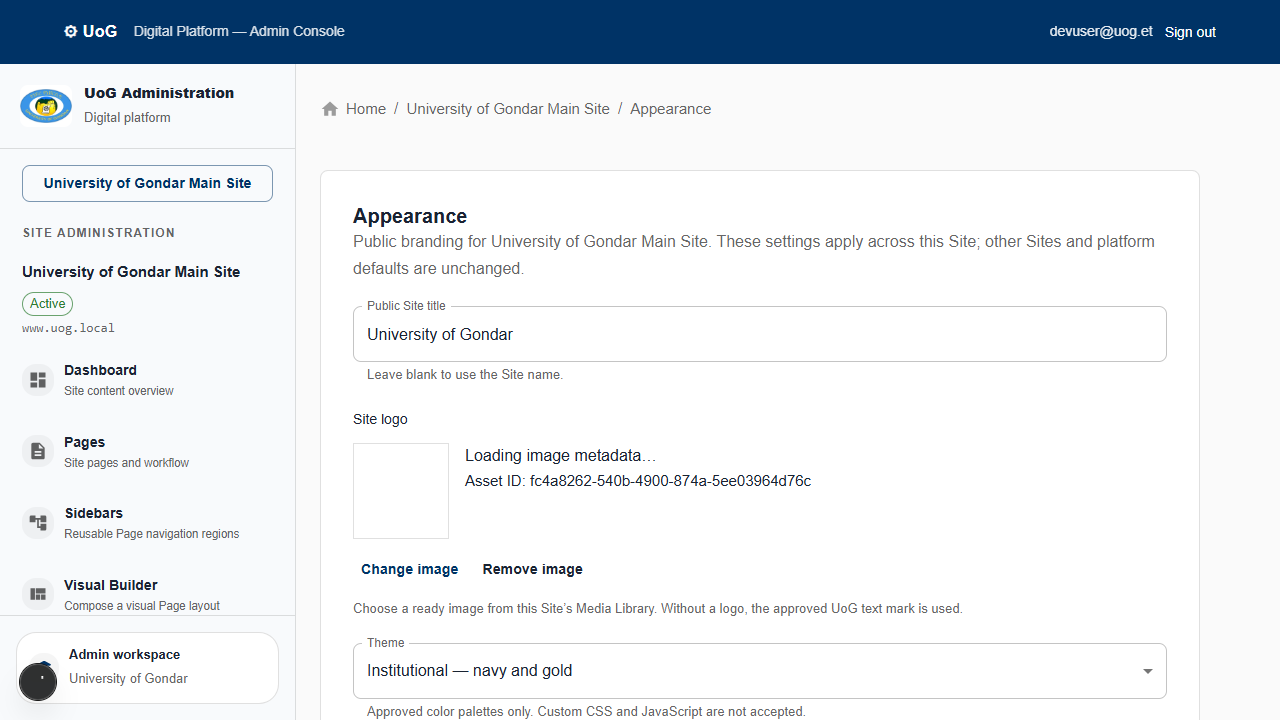 UoG Digital Platform — Admin Console devuser@uog.et Sign out
UoG Administration
Digital platform
University of Gondar Main Site
SITE ADMINISTRATION
University of Gondar Main Site
Active
www.uog.local
Dashboard
Site content overview
Pages
Site pages and workflow
Sidebars
Reusable Page navigation regions
Visual Builder
Compose a visual Page layout
Admin workspace
University of Gondar
Home / University of Gondar Main Site / Appearance
Appearance
Public branding for University of Gondar Main Site. These settings apply across this Site; other Sites and platform
defaults are unchanged.
Public Site title
University of Gondar
Leave blank to use the Site name.
Site logo
Loading image metadata…
Asset ID: fc4a8262-540b-4900-874a-5ee03964d76c
Change image Remove image
Choose a ready image from this Site’s Media Library. Without a logo, the approved UoG text mark is used.
Theme
Institutional — navy and gold
Approved color palettes only. Custom CSS and JavaScript are not accepted.